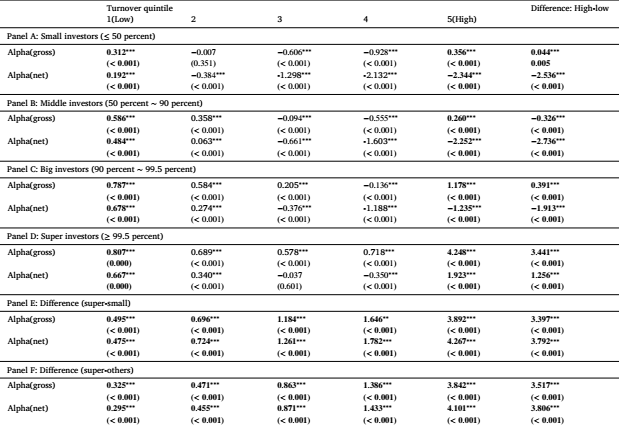 Turnover quintile Difference: High-low
1(Low) 2 3 4 5(High)
Panel A: Small investors (≤ 50 percent)
Alpha(gross) 0.312*** −0.007 −0.606*** −0.928*** 0.356*** 0.044***
(< 0.001) (0.351) (< 0.001) (< 0.001) (< 0.001) 0.005
Alpha(net) 0.192*** −0.384*** -1.298*** -2.132*** −2.344*** −2.536***
(< 0.001) (< 0.001) (< 0.001) (< 0.001) (< 0.001) (< 0.001)
Panel B: Middle investors (50 percent ~ 90 percent)
Alpha(gross) 0.586*** 0.358*** −0.094*** −0.555*** 0.260*** −0.326***
(< 0.001) (< 0.001) (< 0.001) (< 0.001) (< 0.001) (< 0.001)
Alpha(net) 0.484*** 0.063*** −0.661*** -1.603*** −2.252*** −2.736***
(< 0.001) (< 0.001) (< 0.001) (< 0.001) (< 0.001) (< 0.001)
Panel C: Big investors (90 percent ~ 99.5 percent)
Alpha(gross) 0.787*** 0.584*** 0.205*** −0.136*** 1.178*** 0.391***
(< 0.001) (< 0.001) (< 0.001) (< 0.001) (< 0.001) (< 0.001)
Alpha(net) 0.678*** 0.274*** −0.376*** -1.188*** −1.235*** −1.913***
(< 0.001) (< 0.001) (< 0.001) (< 0.001) (< 0.001) (< 0.001)
Panel D: Super investors (≥ 99.5 percent)
Alpha(gross) 0.807*** 0.689*** 0.578*** 0.718*** 4.248*** 3.441***
(0.000) (< 0.001) (< 0.001) (< 0.001) (< 0.001) (< 0.001)
Alpha(net) 0.667*** 0.340*** −0.037 −0.350*** 1.923*** 1.256***
(0.000) (< 0.001) (0.601) (< 0.001) (< 0.001) (< 0.001)
Panel E: Difference (super-small)
Alpha(gross) 0.495*** 0.696*** 1.184*** 1.646** 3.892*** 3.397***
(< 0.001) (< 0.001) (< 0.001) (< 0.001) (< 0.001) (< 0.001)
Alpha(net) 0.475*** 0.724*** 1.261*** 1.782*** 4.267*** 3.792***
(< 0.001) (< 0.001) (< 0.001) (< 0.001) (< 0.001) (< 0.001)
Panel F: Difference (super-others)
Alpha(gross) 0.325*** 0.471*** 0.863*** 1.386*** 3.842*** 3.517***
(< 0.001) (< 0.001) (< 0.001) (< 0.001) (< 0.001) (< 0.001)
Alpha(net) 0.295*** 0.455*** 0.871*** 1.433*** 4.101*** 3.806***
(< 0.001) (< 0.001) (< 0.001) (< 0.001) (< 0.001) (< 0.001)